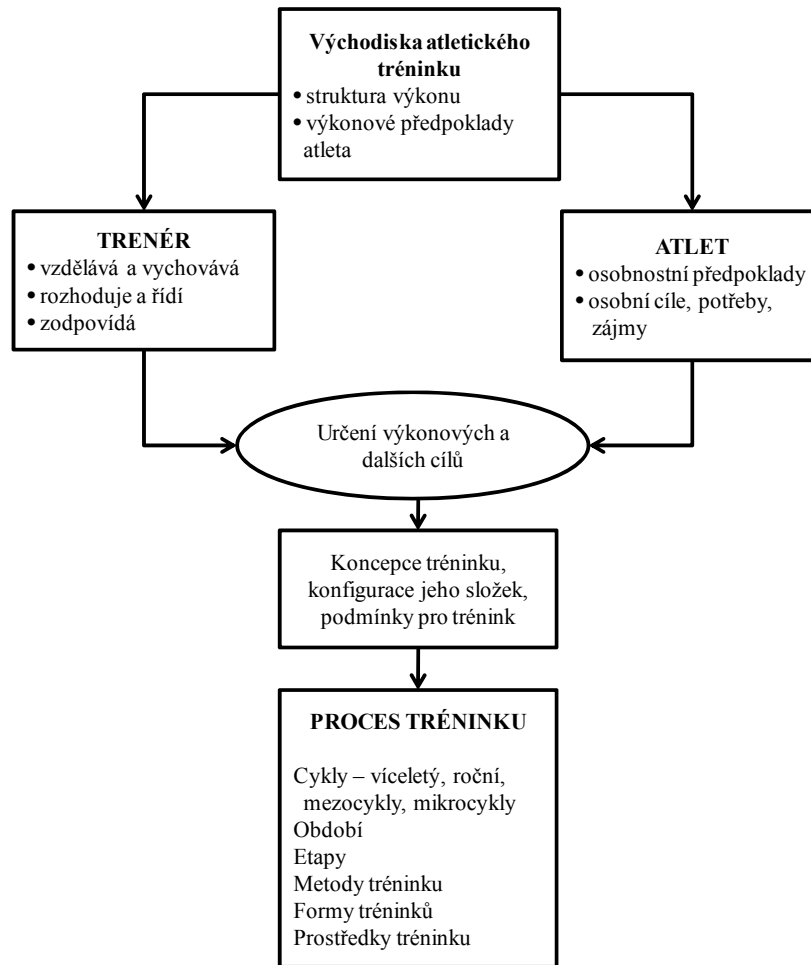 Východiska atletického
tréninku
• struktura výkonu
• výkonové předpoklady
atleta
TRENÉR
• vzdělává a vychovává
• rozhoduje a řídí
• zodpovídá
ATLET
• osobnostní předpoklady
• osobní cíle, potřeby,
zájmy
Určení výkonových a
dalších cílů
Koncepce tréninku,
konfigurace jeho složek,
podmínky pro trénink
PROCES TRÉNINKU
Cykly – víceletý, roční,
mezocykly, mikrocykly
Období
Etapy
Metody tréninku
Formy tréninků
Prostředky tréninku